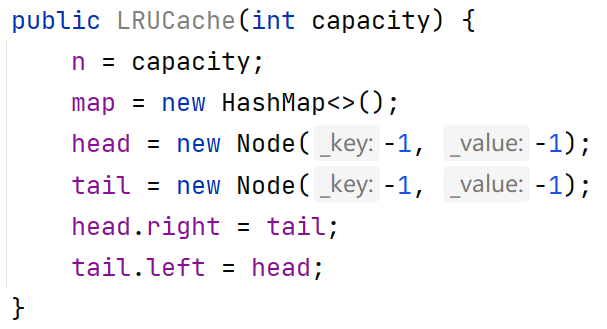 public LRUCache(int capacity) {
    n = capacity;
    map = new HashMap<>();
    head = new Node( _key: -1, _value: -1);
    tail = new Node( _key: -1, _value: -1);
    head.right = tail;
    tail.left = head;
}